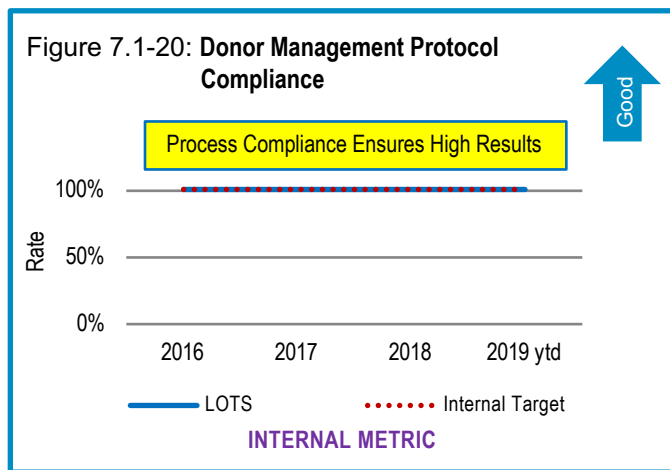 Figure 7.1-20: Donor Management Protocol
Compliance
Good
Process Compliance Ensures High Results
100%
50%
0%
Rate
2016 2017 2018 2019 ytd
LOTS Internal Target
INTERNAL METRIC